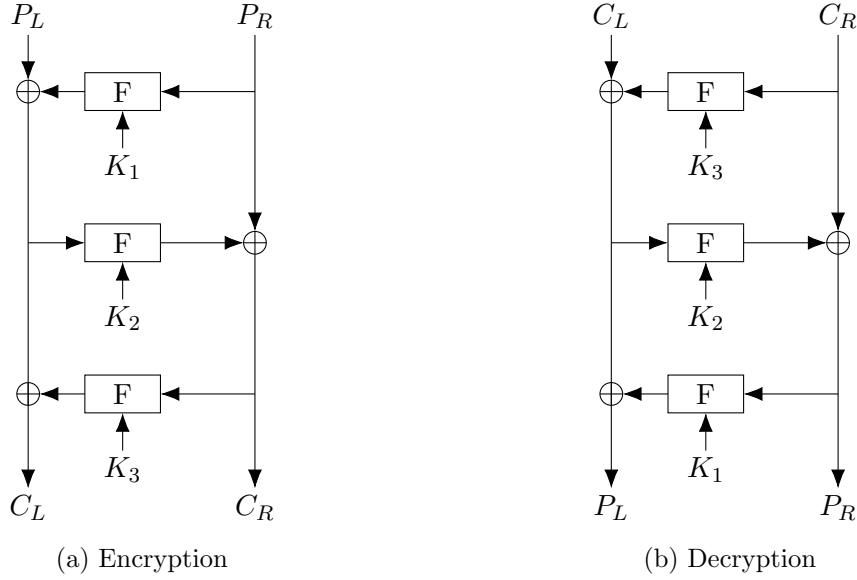 P_L P_R C_L C_R
F F
K_1 K_3
F F
K_2 K_2
F F
K_3 K_1
C_L C_R P_L P_R
(a) Encryption (b) Decryption